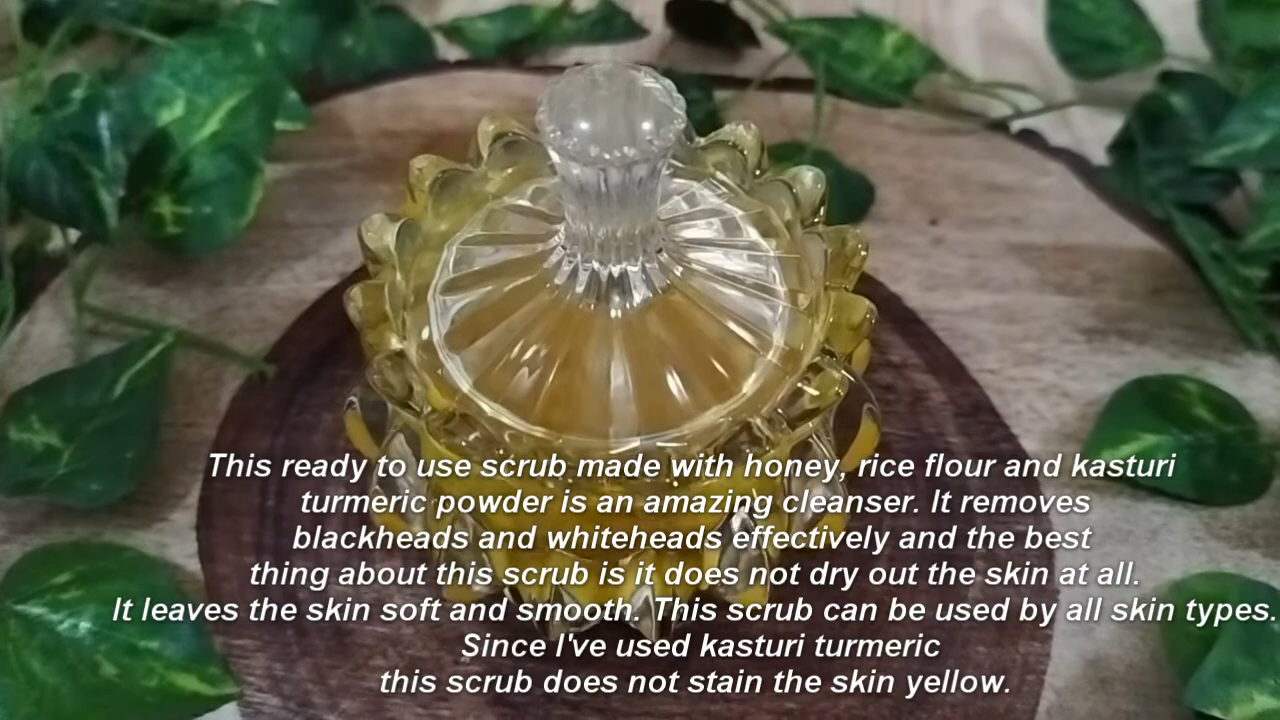 This ready to use scrub made with honey, rice flour and kasturi
turmeric powder is an amazing cleanser. It removes
blackheads and whiteheads effectively and the best
thing about this scrub is it does not dry out the skin at all.
It leaves the skin soft and smooth. This scrub can be used by all skin types.
Since I've used kasturi turmeric
this scrub does not stain the skin yellow.